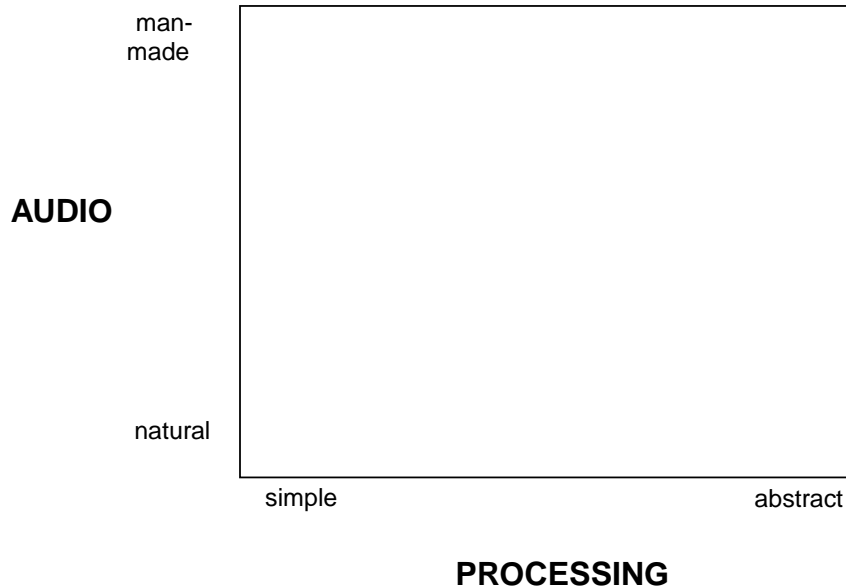 man-
made
AUDIO
natural
simple
abstract
PROCESSING